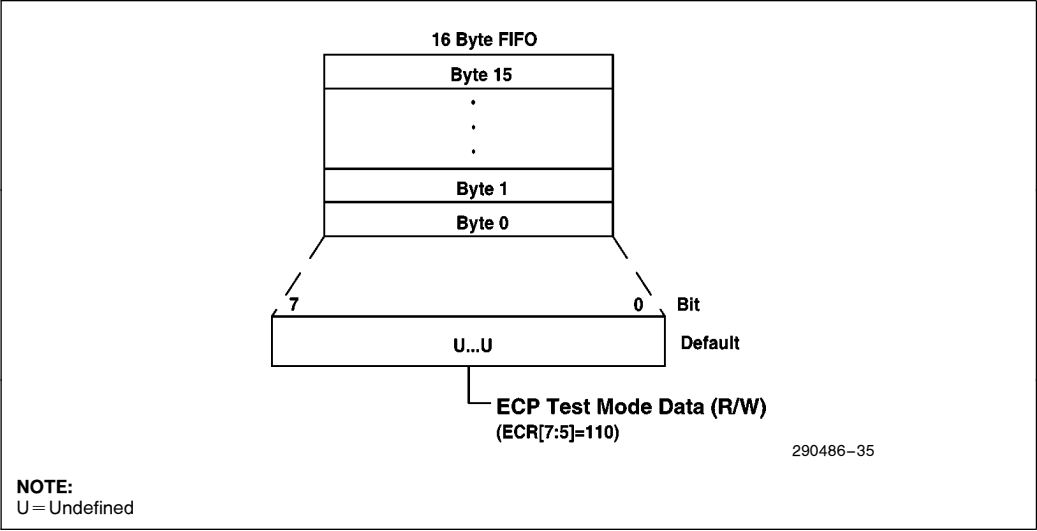 16 Byte FIFO
Byte 15
Byte 1
Byte 0
7 0 Bit
U...U Default
ECP Test Mode Data (R/W)
(ECR[7:5]=110)
290486–35
NOTE:
U=Undefined